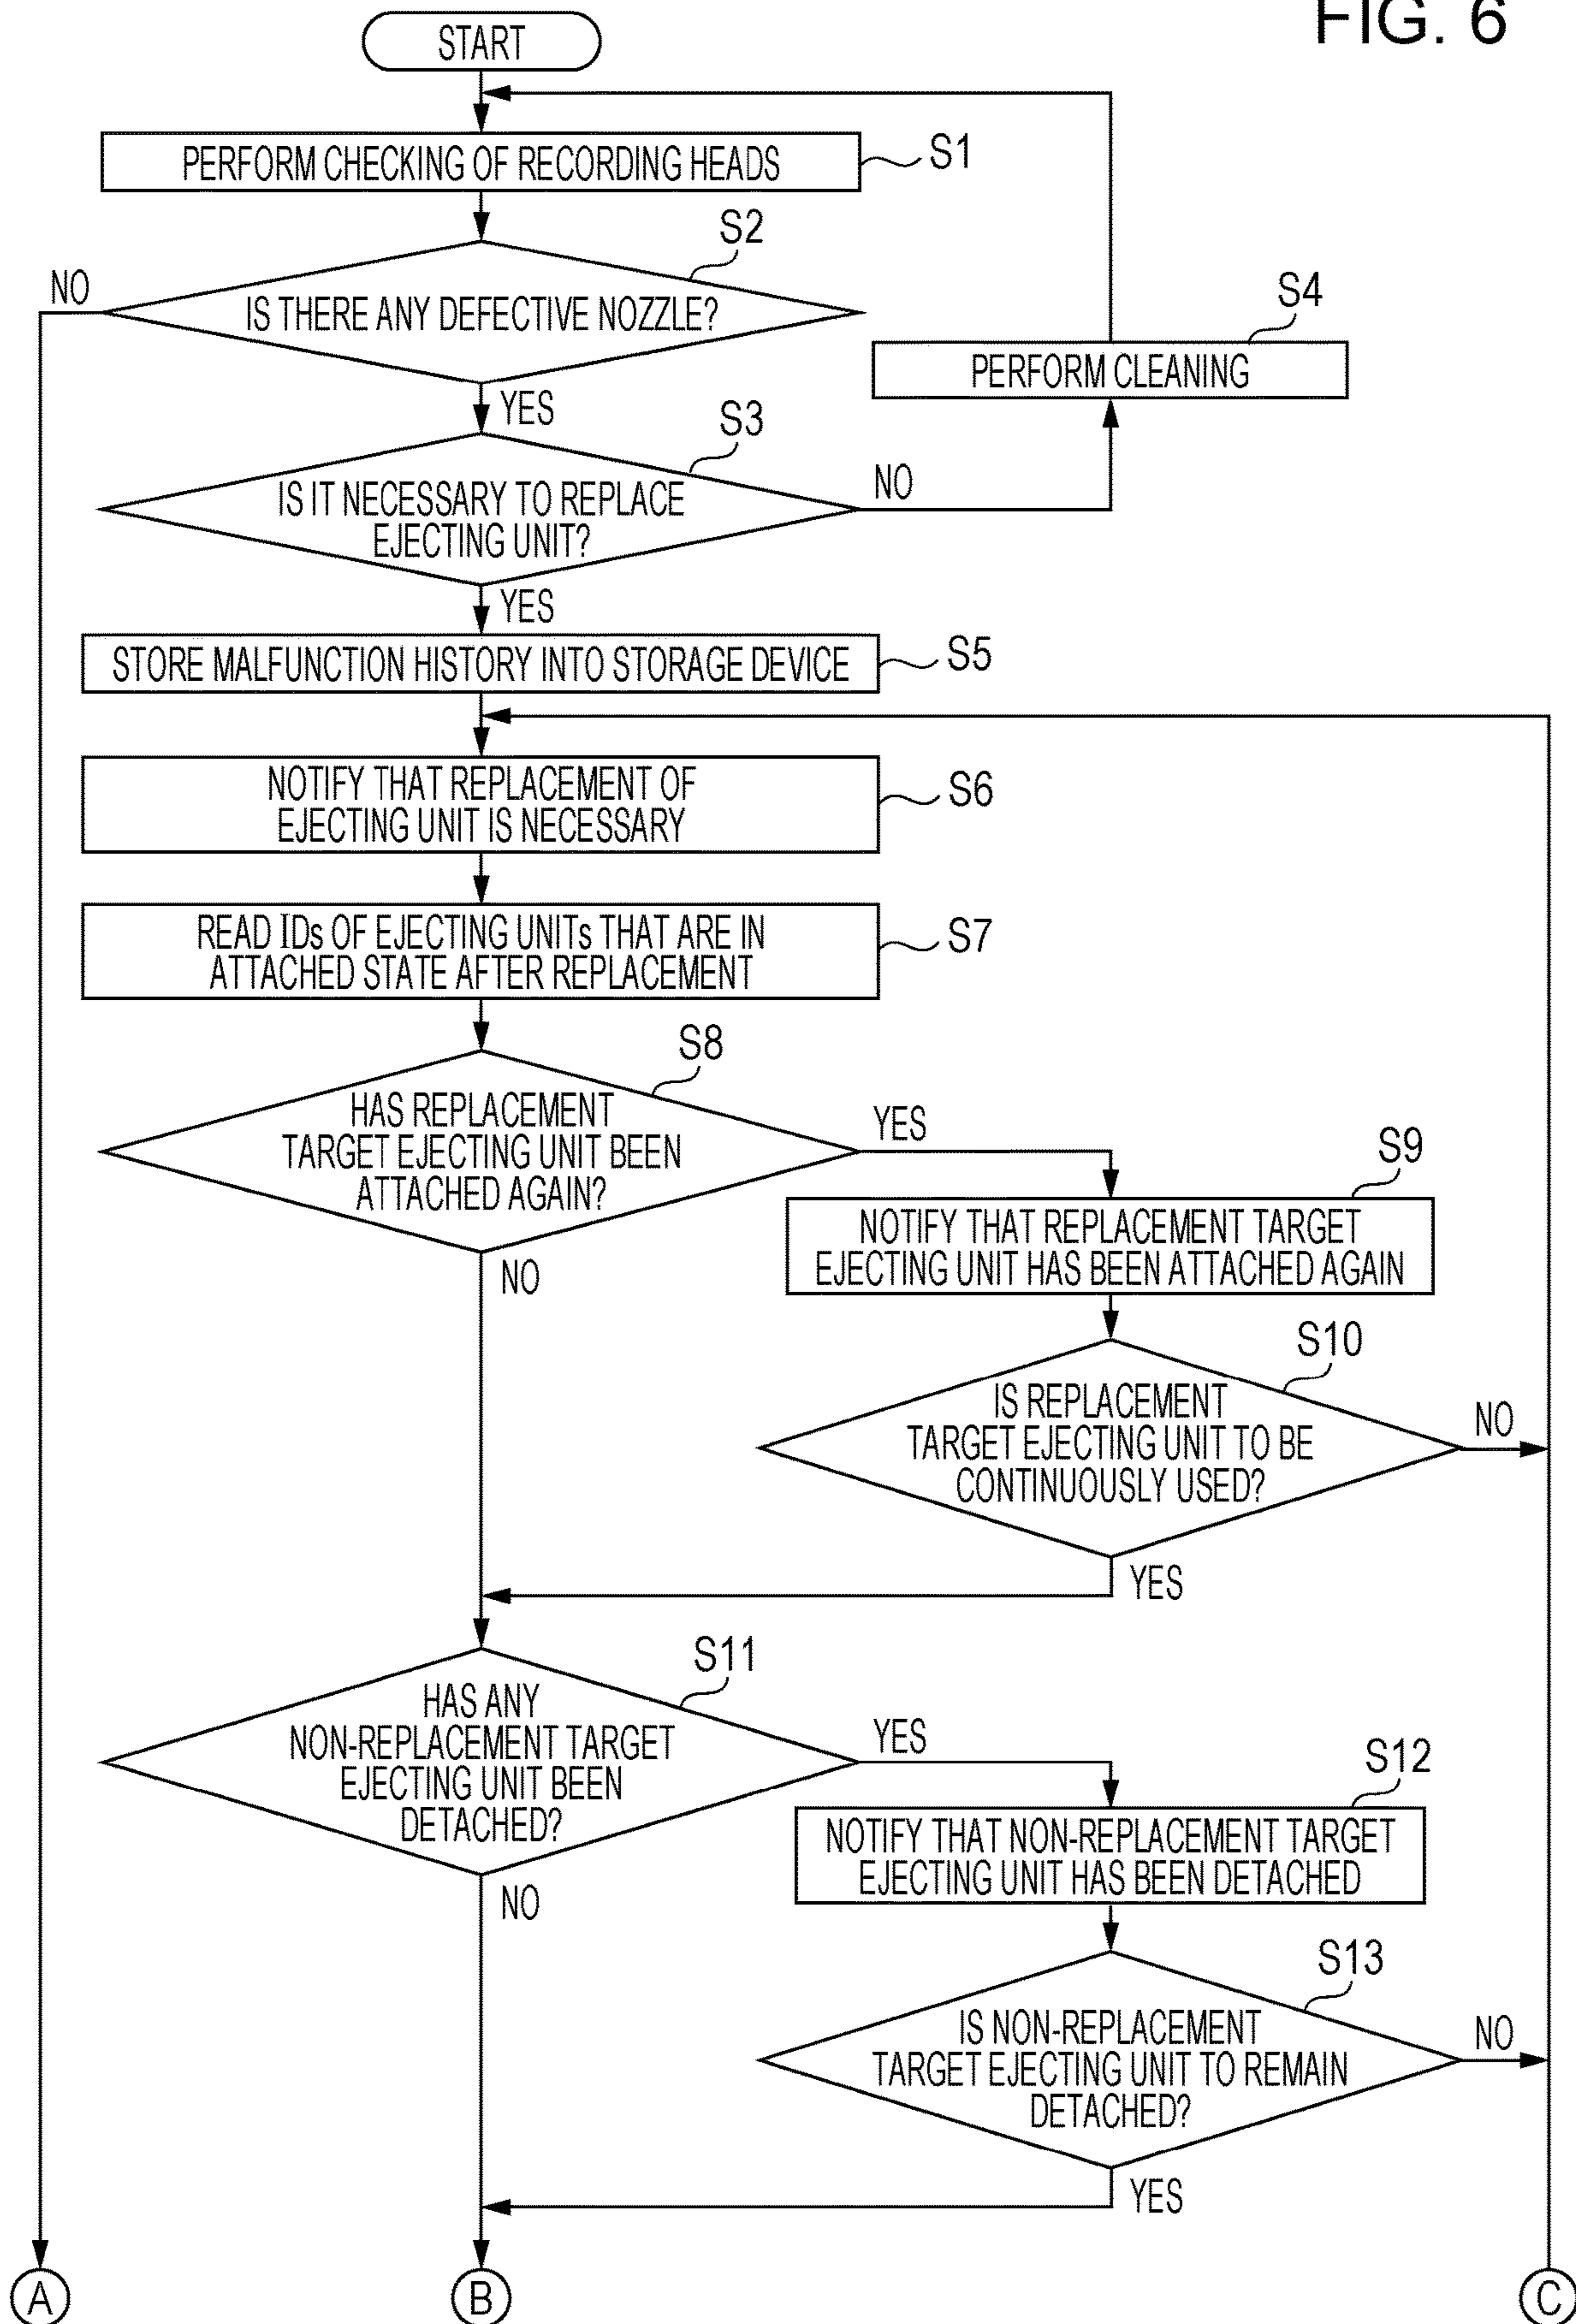 FIG. 6
START
PERFORM CHECKING OF RECORDING HEADS
S1
S2
NO
IS THERE ANY DEFECTIVE NOZZLE?
S4
PERFORM CLEANING
YES
S3
IS IT NECESSARY TO REPLACE
EJECTING UNIT?
NO
YES
STORE MALFUNCTION HISTORY INTO STORAGE DEVICE
S5
NOTIFY THAT REPLACEMENT OF
EJECTING UNIT IS NECESSARY
S6
READ IDs OF EJECTING UNITs THAT ARE IN
ATTACHED STATE AFTER REPLACEMENT
S7
S8
HAS REPLACEMENT
TARGET EJECTING UNIT BEEN
ATTACHED AGAIN?
YES
S9
NOTIFY THAT REPLACEMENT TARGET
EJECTING UNIT HAS BEEN ATTACHED AGAIN
NO
S10
IS REPLACEMENT
TARGET EJECTING UNIT TO BE
CONTINUOUSLY USED?
NO
YES
S11
HAS ANY
NON-REPLACEMENT TARGET
EJECTING UNIT BEEN
DETACHED?
YES
S12
NOTIFY THAT NON-REPLACEMENT TARGET
EJECTING UNIT HAS BEEN DETACHED
NO
S13
IS NON-REPLACEMENT
TARGET EJECTING UNIT TO REMAIN
DETACHED?
NO
YES
A
B
C